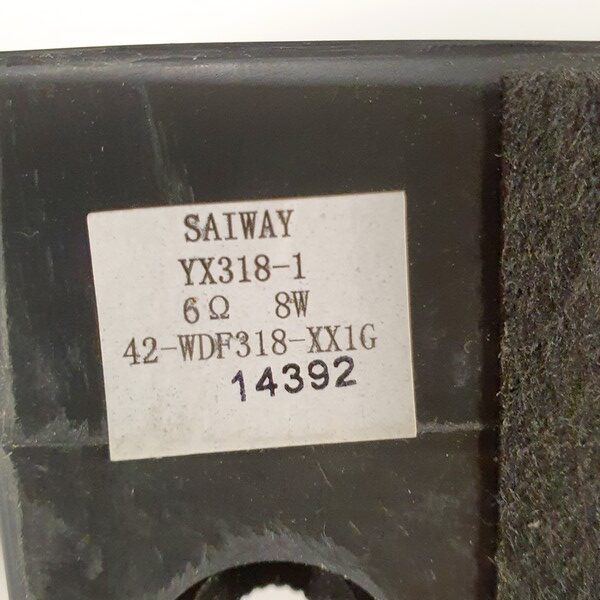 SAIWAY
YX318-1
6Ω 8W
42-WDF318-XX1G
14392